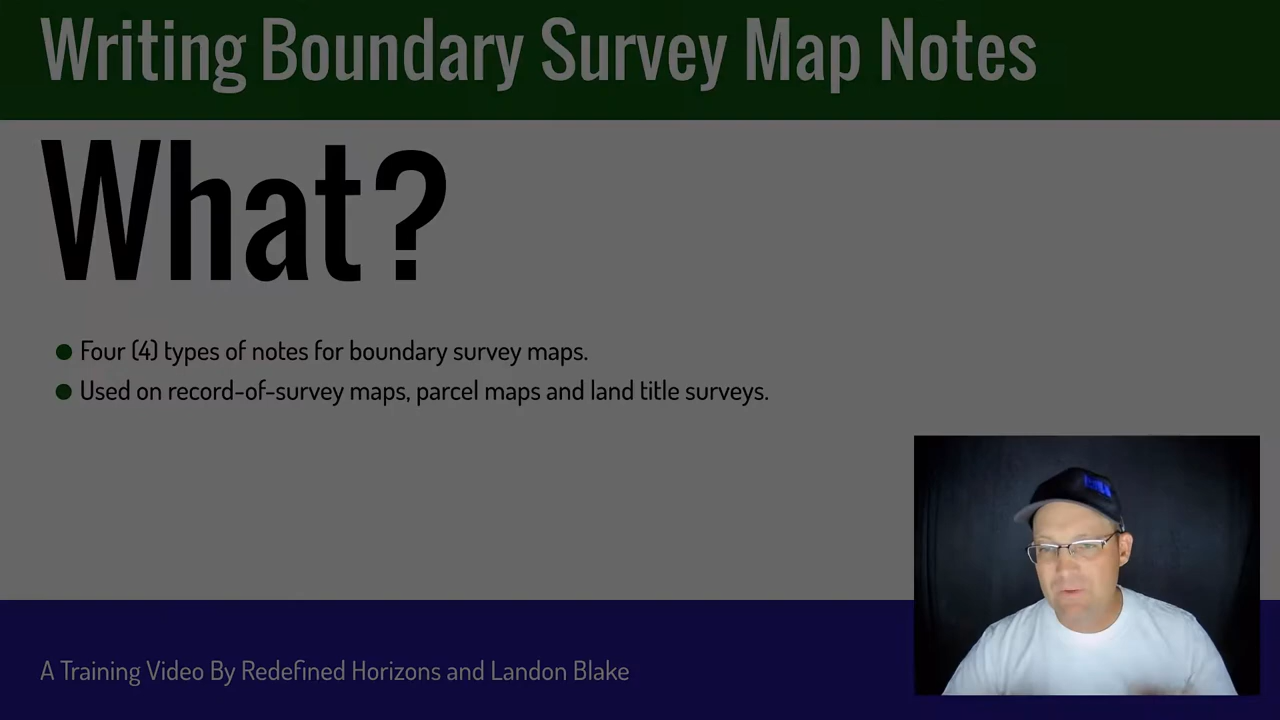 Writing Boundary Survey Map Notes
What?
Four (4) types of notes for boundary survey maps.
Used on record-of-survey maps, parcel maps and land title surveys.
A Training Video By Redefined Horizons and Landon Blake